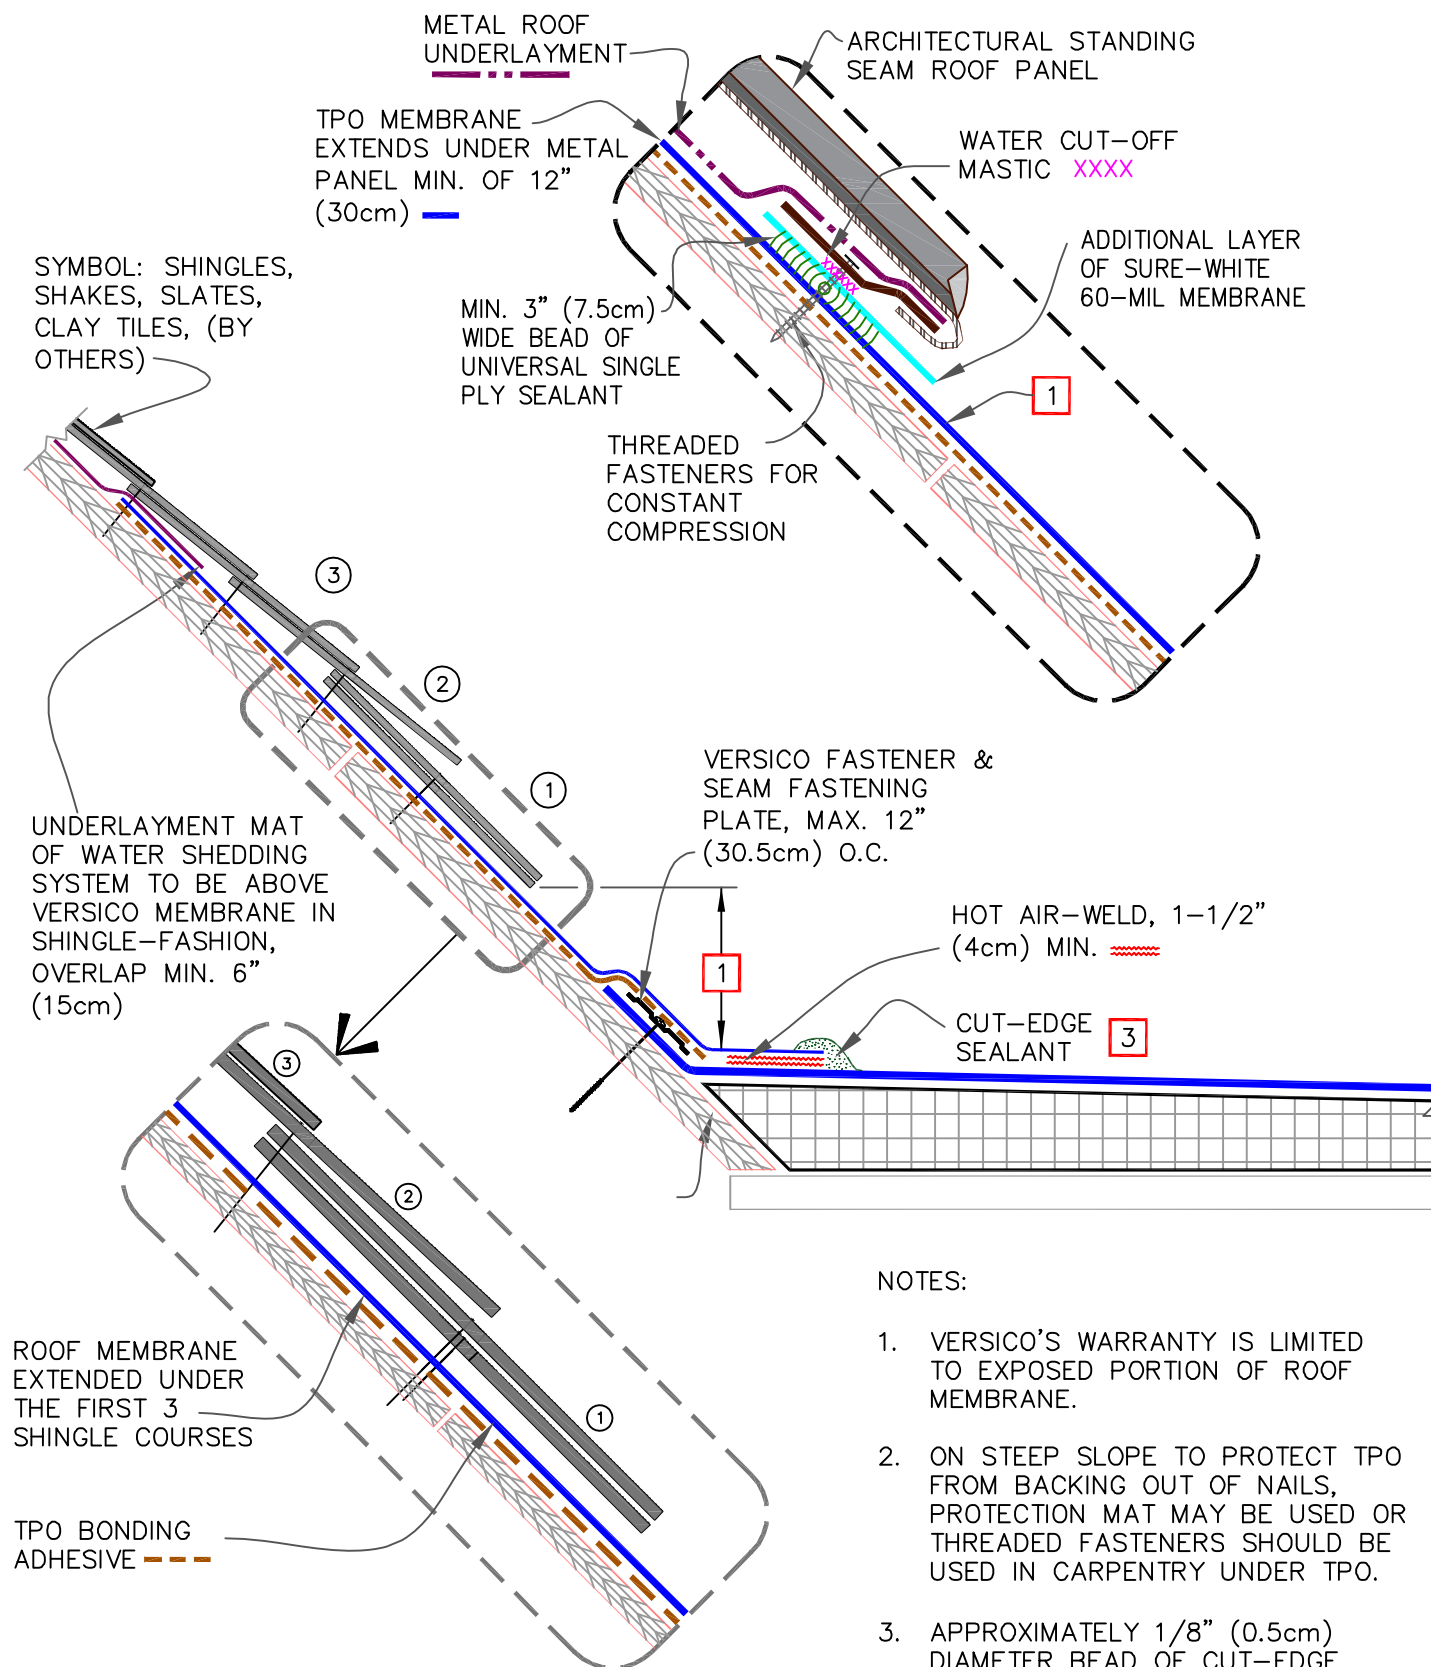 METAL ROOF
UNDERLAYMENT
ARCHITECTURAL STANDING
SEAM ROOF PANEL
TPO MEMBRANE
EXTENDS UNDER METAL
PANEL MIN. OF 12"
(30cm)
WATER CUT-OFF
MASTIC XXXX
XXXXX
ADDITIONAL LAYER
OF SURE-WHITE
60-MIL MEMBRANE
SYMBOL: SHINGLES,
SHAKES, SLATES,
CLAY TILES, (BY
OTHERS)
MIN. 3" (7.5cm)
WIDE BEAD OF
UNIVERSAL SINGLE
PLY SEALANT
1
THREADED
FASTENERS FOR
CONSTANT
COMPRESSION
3
2
1
VERSICO FASTENER &
SEAM FASTENING
PLATE, MAX. 12"
(30.5cm) O.C.
UNDERLAYMENT MAT
OF WATER SHEDDING
SYSTEM TO BE ABOVE
VERSICO MEMBRANE IN
SHINGLE-FASHION,
OVERLAP MIN. 6"
(15cm)
HOT AIR-WELD, 1-1/2"
(4cm) MIN.
1
CUT-EDGE
SEALANT
3
3
2
1
ROOF MEMBRANE
EXTENDED UNDER
THE FIRST 3
SHINGLE COURSES
TPO BONDING
ADHESIVE
NOTES:
1. VERSICO'S WARRANTY IS LIMITED
TO EXPOSED PORTION OF ROOF
MEMBRANE.
2. ON STEEP SLOPE TO PROTECT TPO
FROM BACKING OUT OF NAILS,
PROTECTION MAT MAY BE USED OR
THREADED FASTENERS SHOULD BE
USED IN CARPENTRY UNDER TPO.
3. APPROXIMATELY 1/8" (0.5cm)
DIAMETER BEAD OF CUT-EDGE